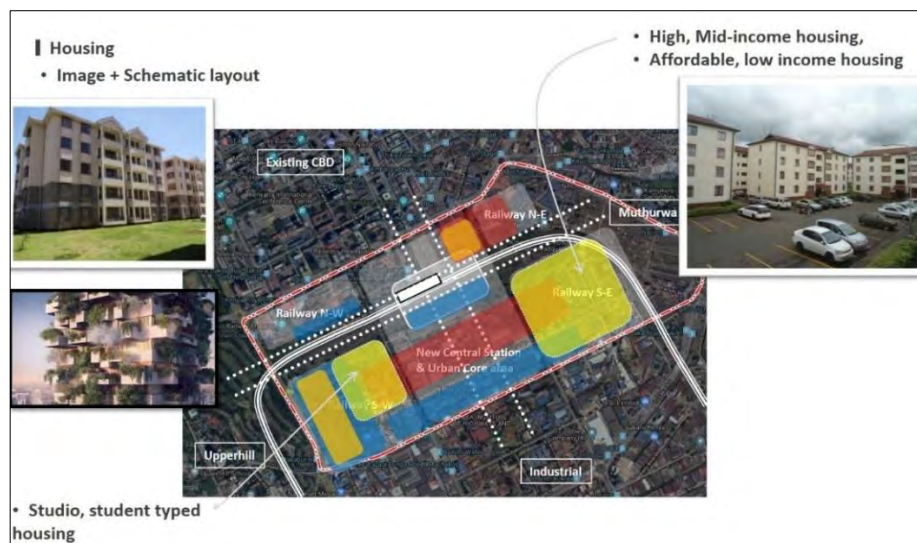 Housing
• Image + Schematic layout
• High, Mid-income housing,
• Affordable, low income housing
Existing CBD
Railway N-E
Muthurwa
Railway S-E
Railway N-W
New Central Station
& Urban Core area
Railway S-W
Upperhill
Industrial
• Studio, student typed
housing